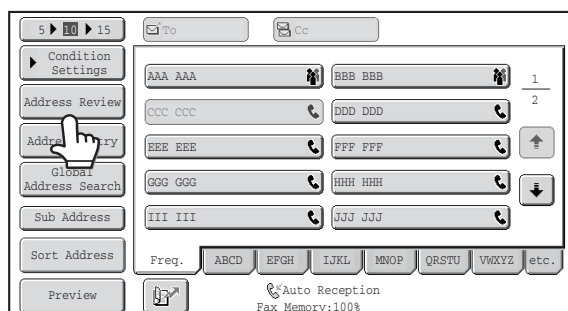 5 10 15
To
Cc
Condition
Settings
Address Review
Addre try
Global
Address Search
Sub Address
Sort Address
Preview
AAA AAA
BBB BBB
CCC CCC
DDD DDD
EEE EEE
FFF FFF
GGG GGG
HHH HHH
III III
JJJ JJJ
1
2
Freq.
ABCD
EFGH
IJKL
MNOP
QRSTU
VWXYZ
etc.
Auto Reception
Fax Memory:100%